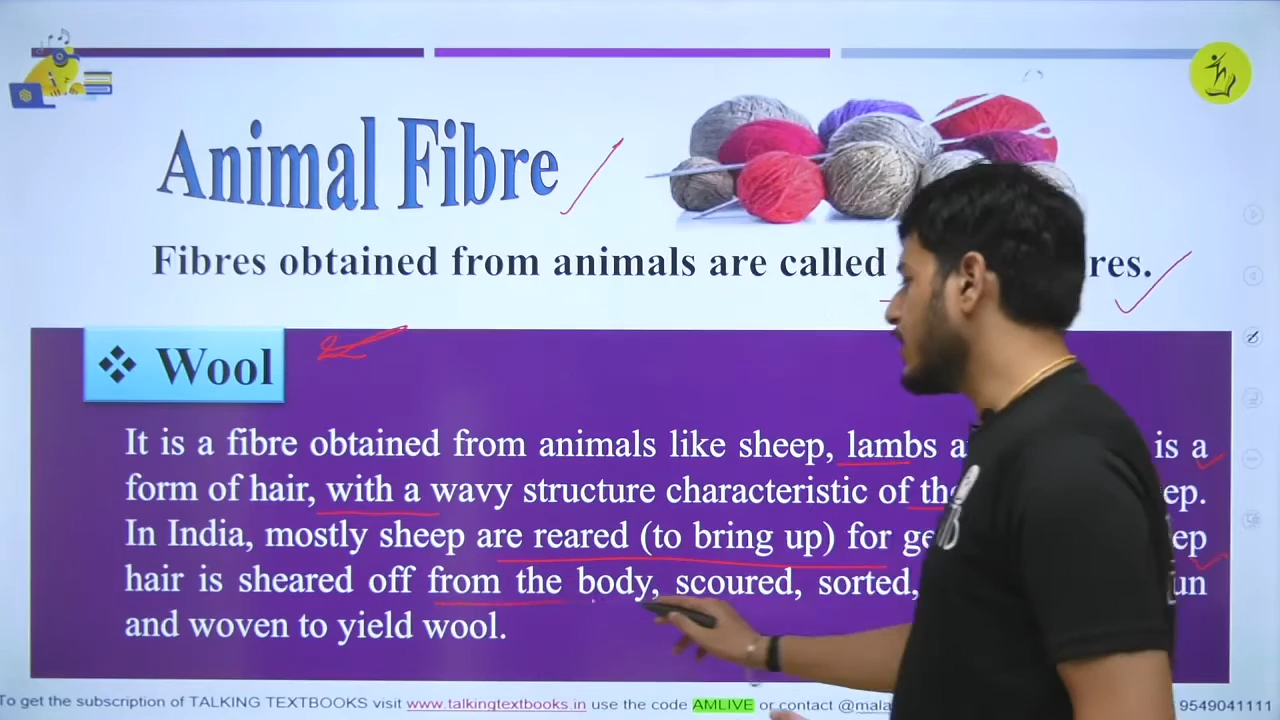 Animal Fibre
Fibres obtained from animals are called res.
❖ Wool
It is a fibre obtained from animals like sheep, lambs a is a
form of hair, with a wavy structure characteristic of th ep.
In India, mostly sheep are reared (to bring up) for ge ep
hair is sheared off from the body, scoured, sorted, un
and woven to yield wool.
To get the subscription of TALKING TEXTBOOKS visit www.talkingtextbooks.in use the code AMLIVE or contact @mala 9549041111